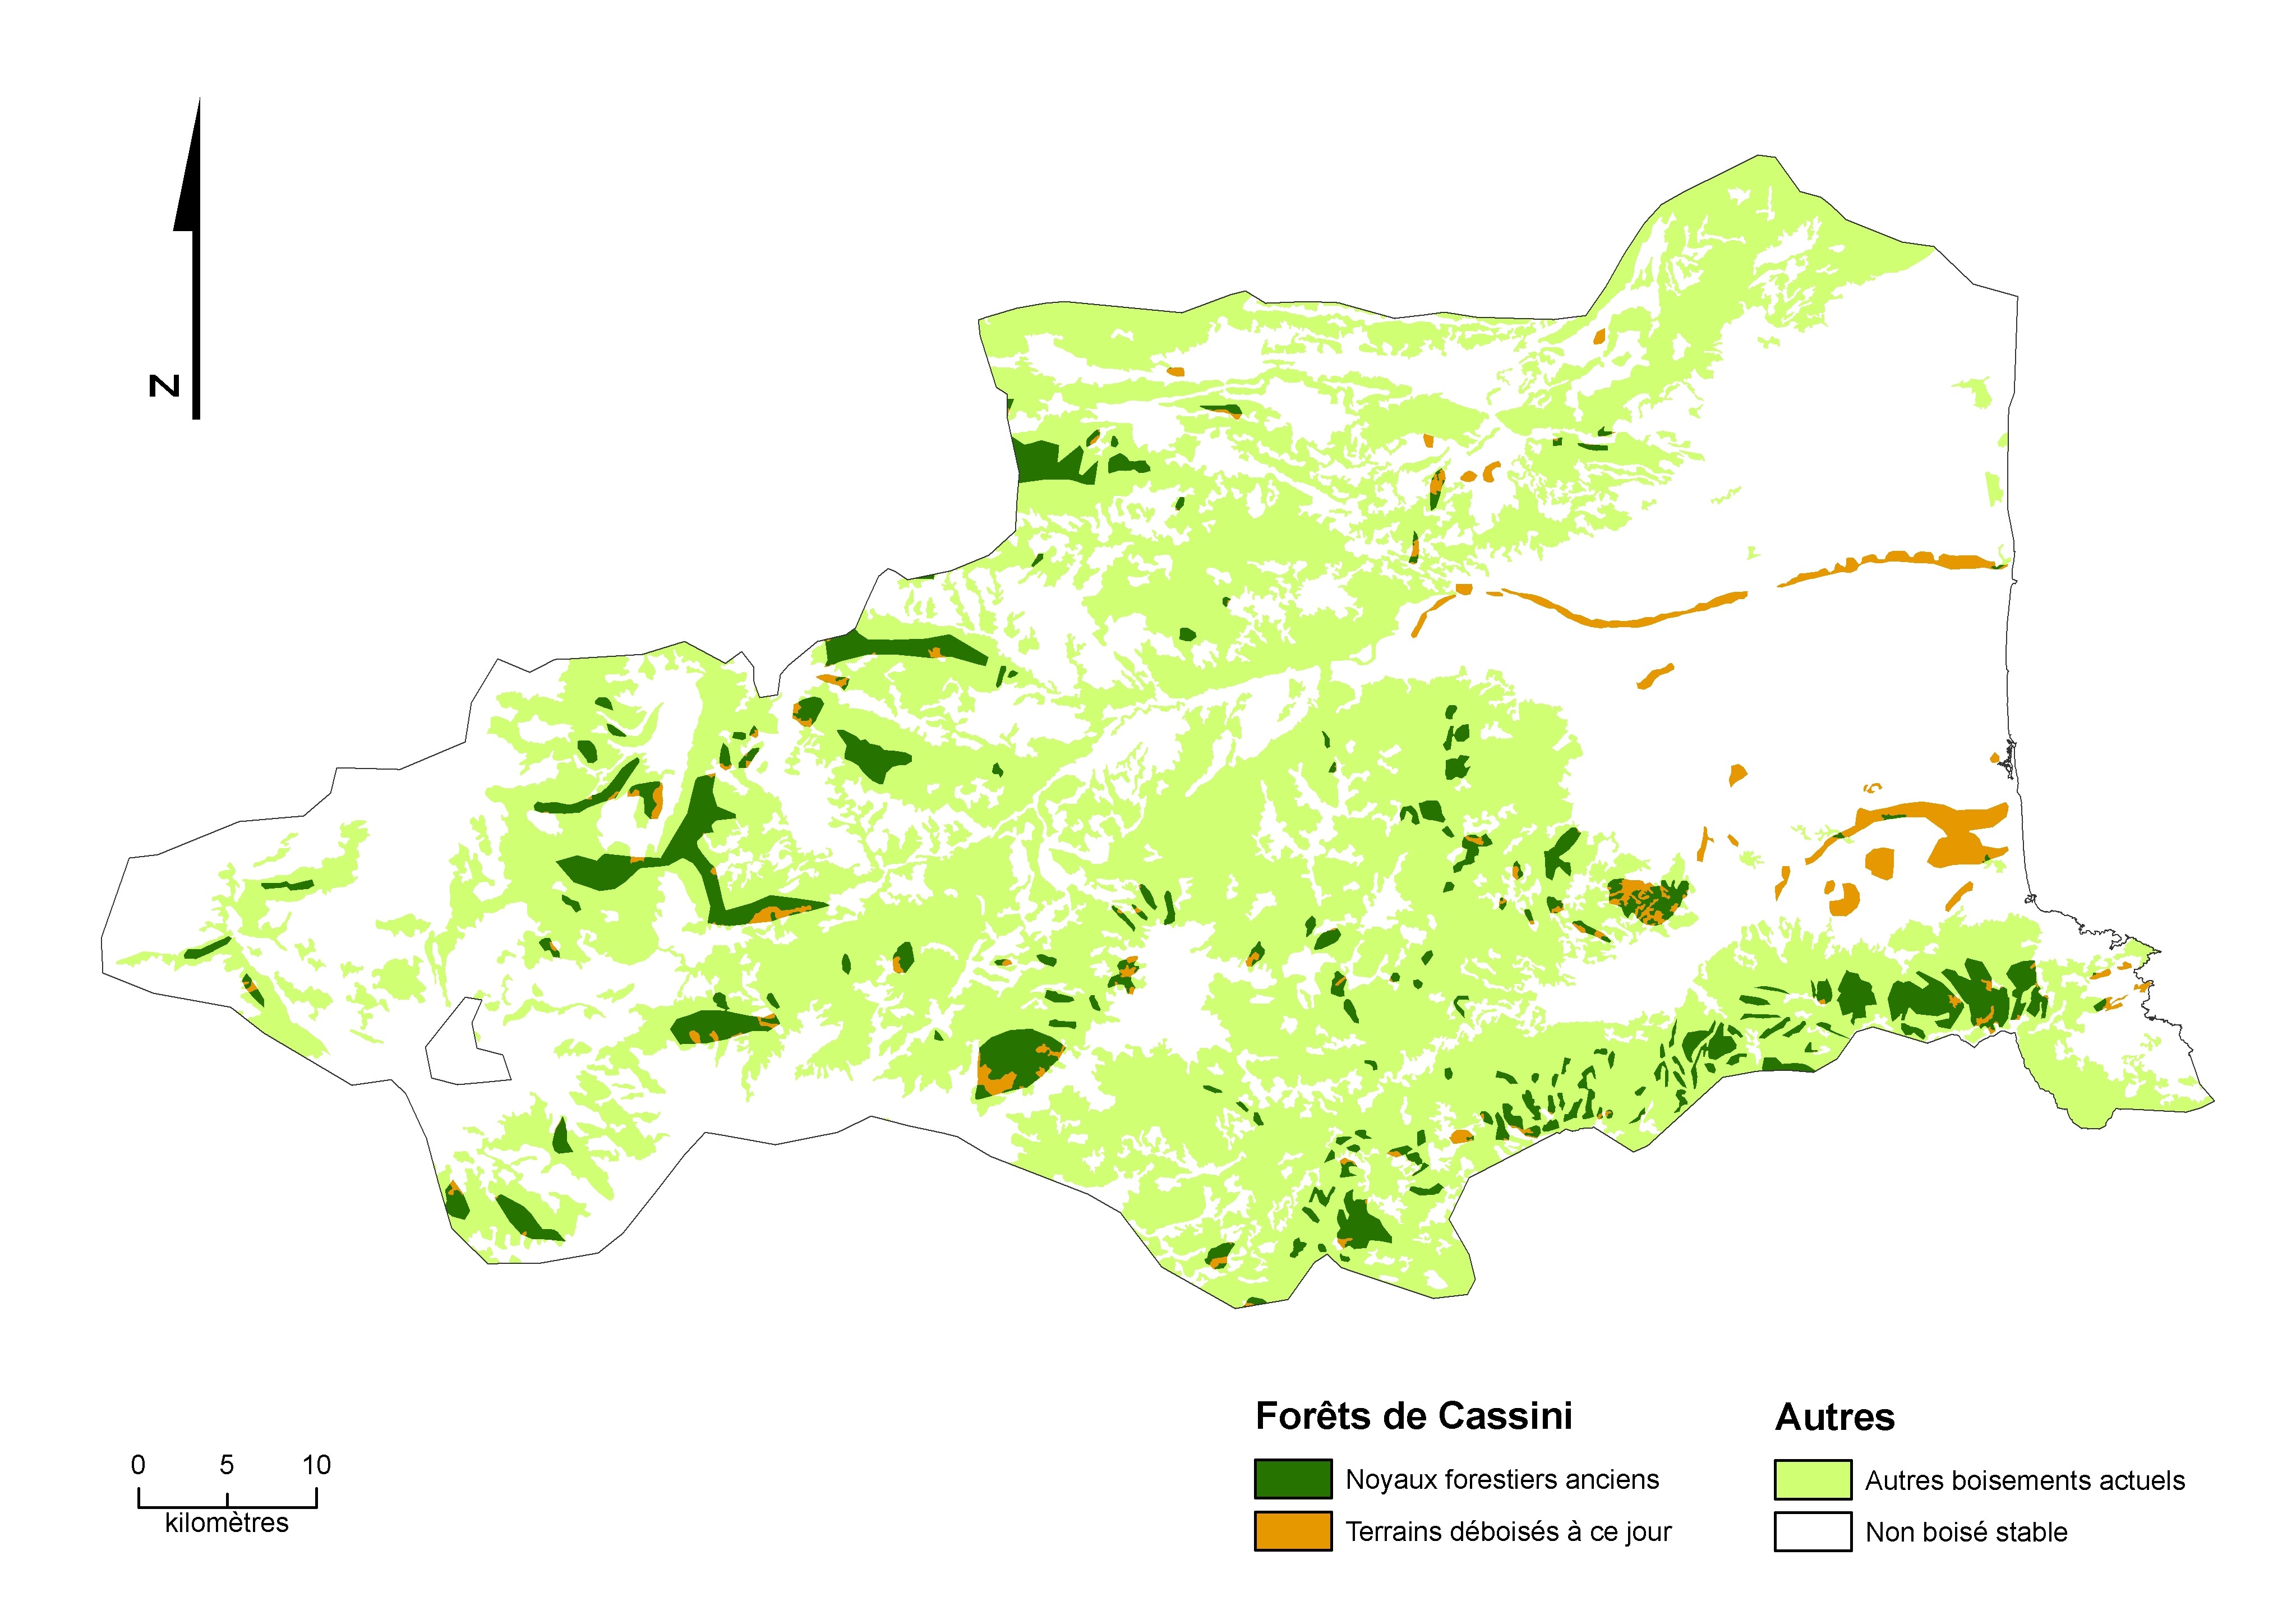 N
Forêts de Cassini
Noyaux forestiers anciens
Terrains déboisés à ce jour
Autres
Autres boisements actuels
Non boisé stable
0 5 10
kilomètres